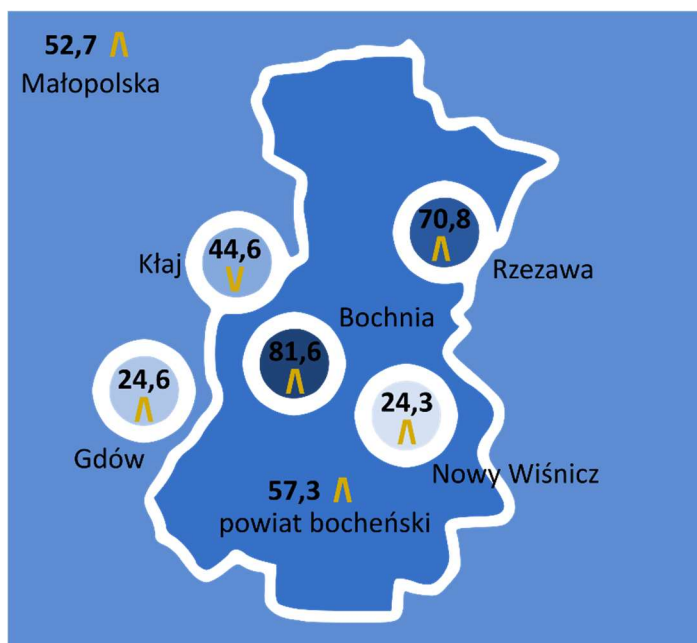 52,7
Małopolska
70,8
Rzezawa
44,6
Kłaj
Bochnia
81,6
24,6
Gdów
24,3
Nowy Wiśnicz
57,3
powiat bocheński